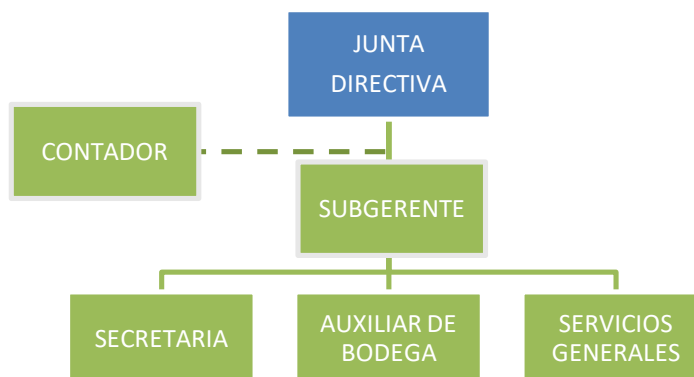 JUNTA
DIRECTIVA
CONTADOR
SUBGERENTE
SECRETARIA
AUXILIAR DE
BODEGA
SERVICIOS
GENERALES